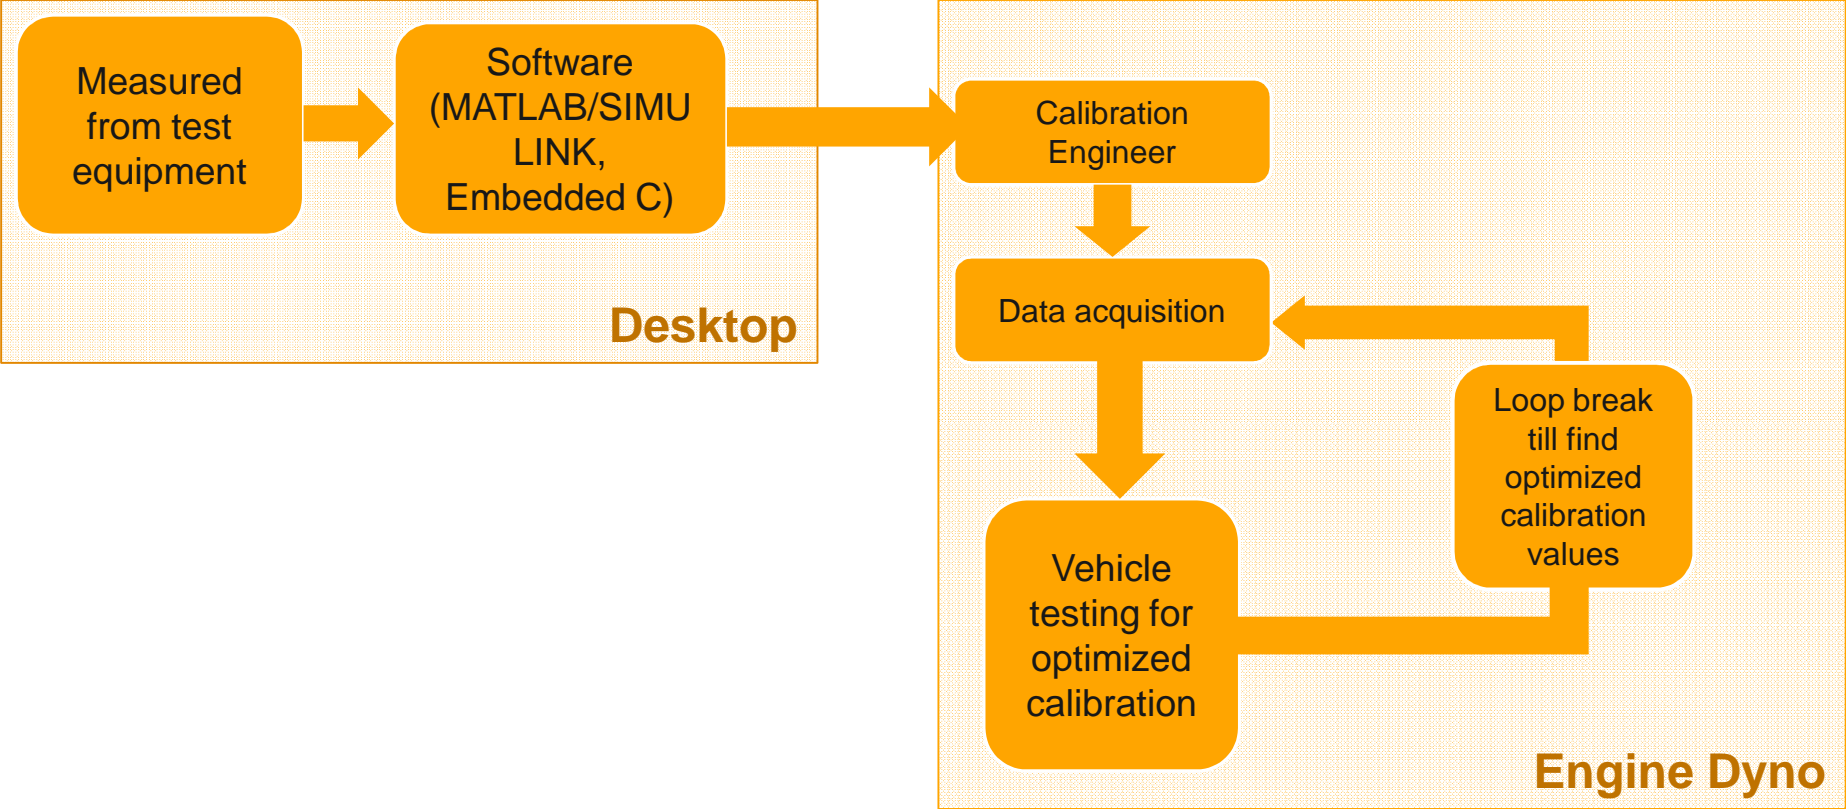 Measured
from test
equipment
Software
(MATLAB/SIMU
LINK,
Embedded C)
Desktop
Calibration
Engineer
Data acquisition
Loop break
till find
optimized
calibration
values
Vehicle
testing for
optimized
calibration
Engine Dyno